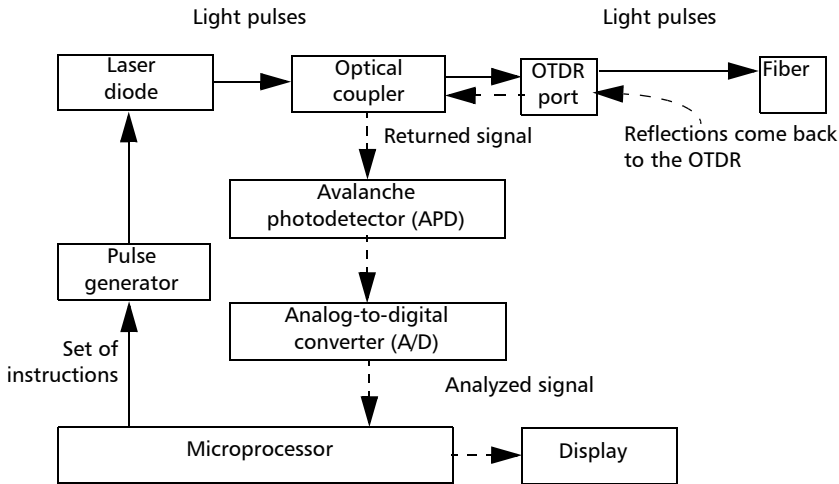 Light pulses
Light pulses
Laser
diode
Optical
coupler
OTDR
port
Fiber
Returned signal
Reflections come back
to the OTDR
Avalanche
photodetector (APD)
Pulse
generator
Analog-to-digital
converter (A/D)
Set of
instructions
Analyzed signal
Microprocessor
Display